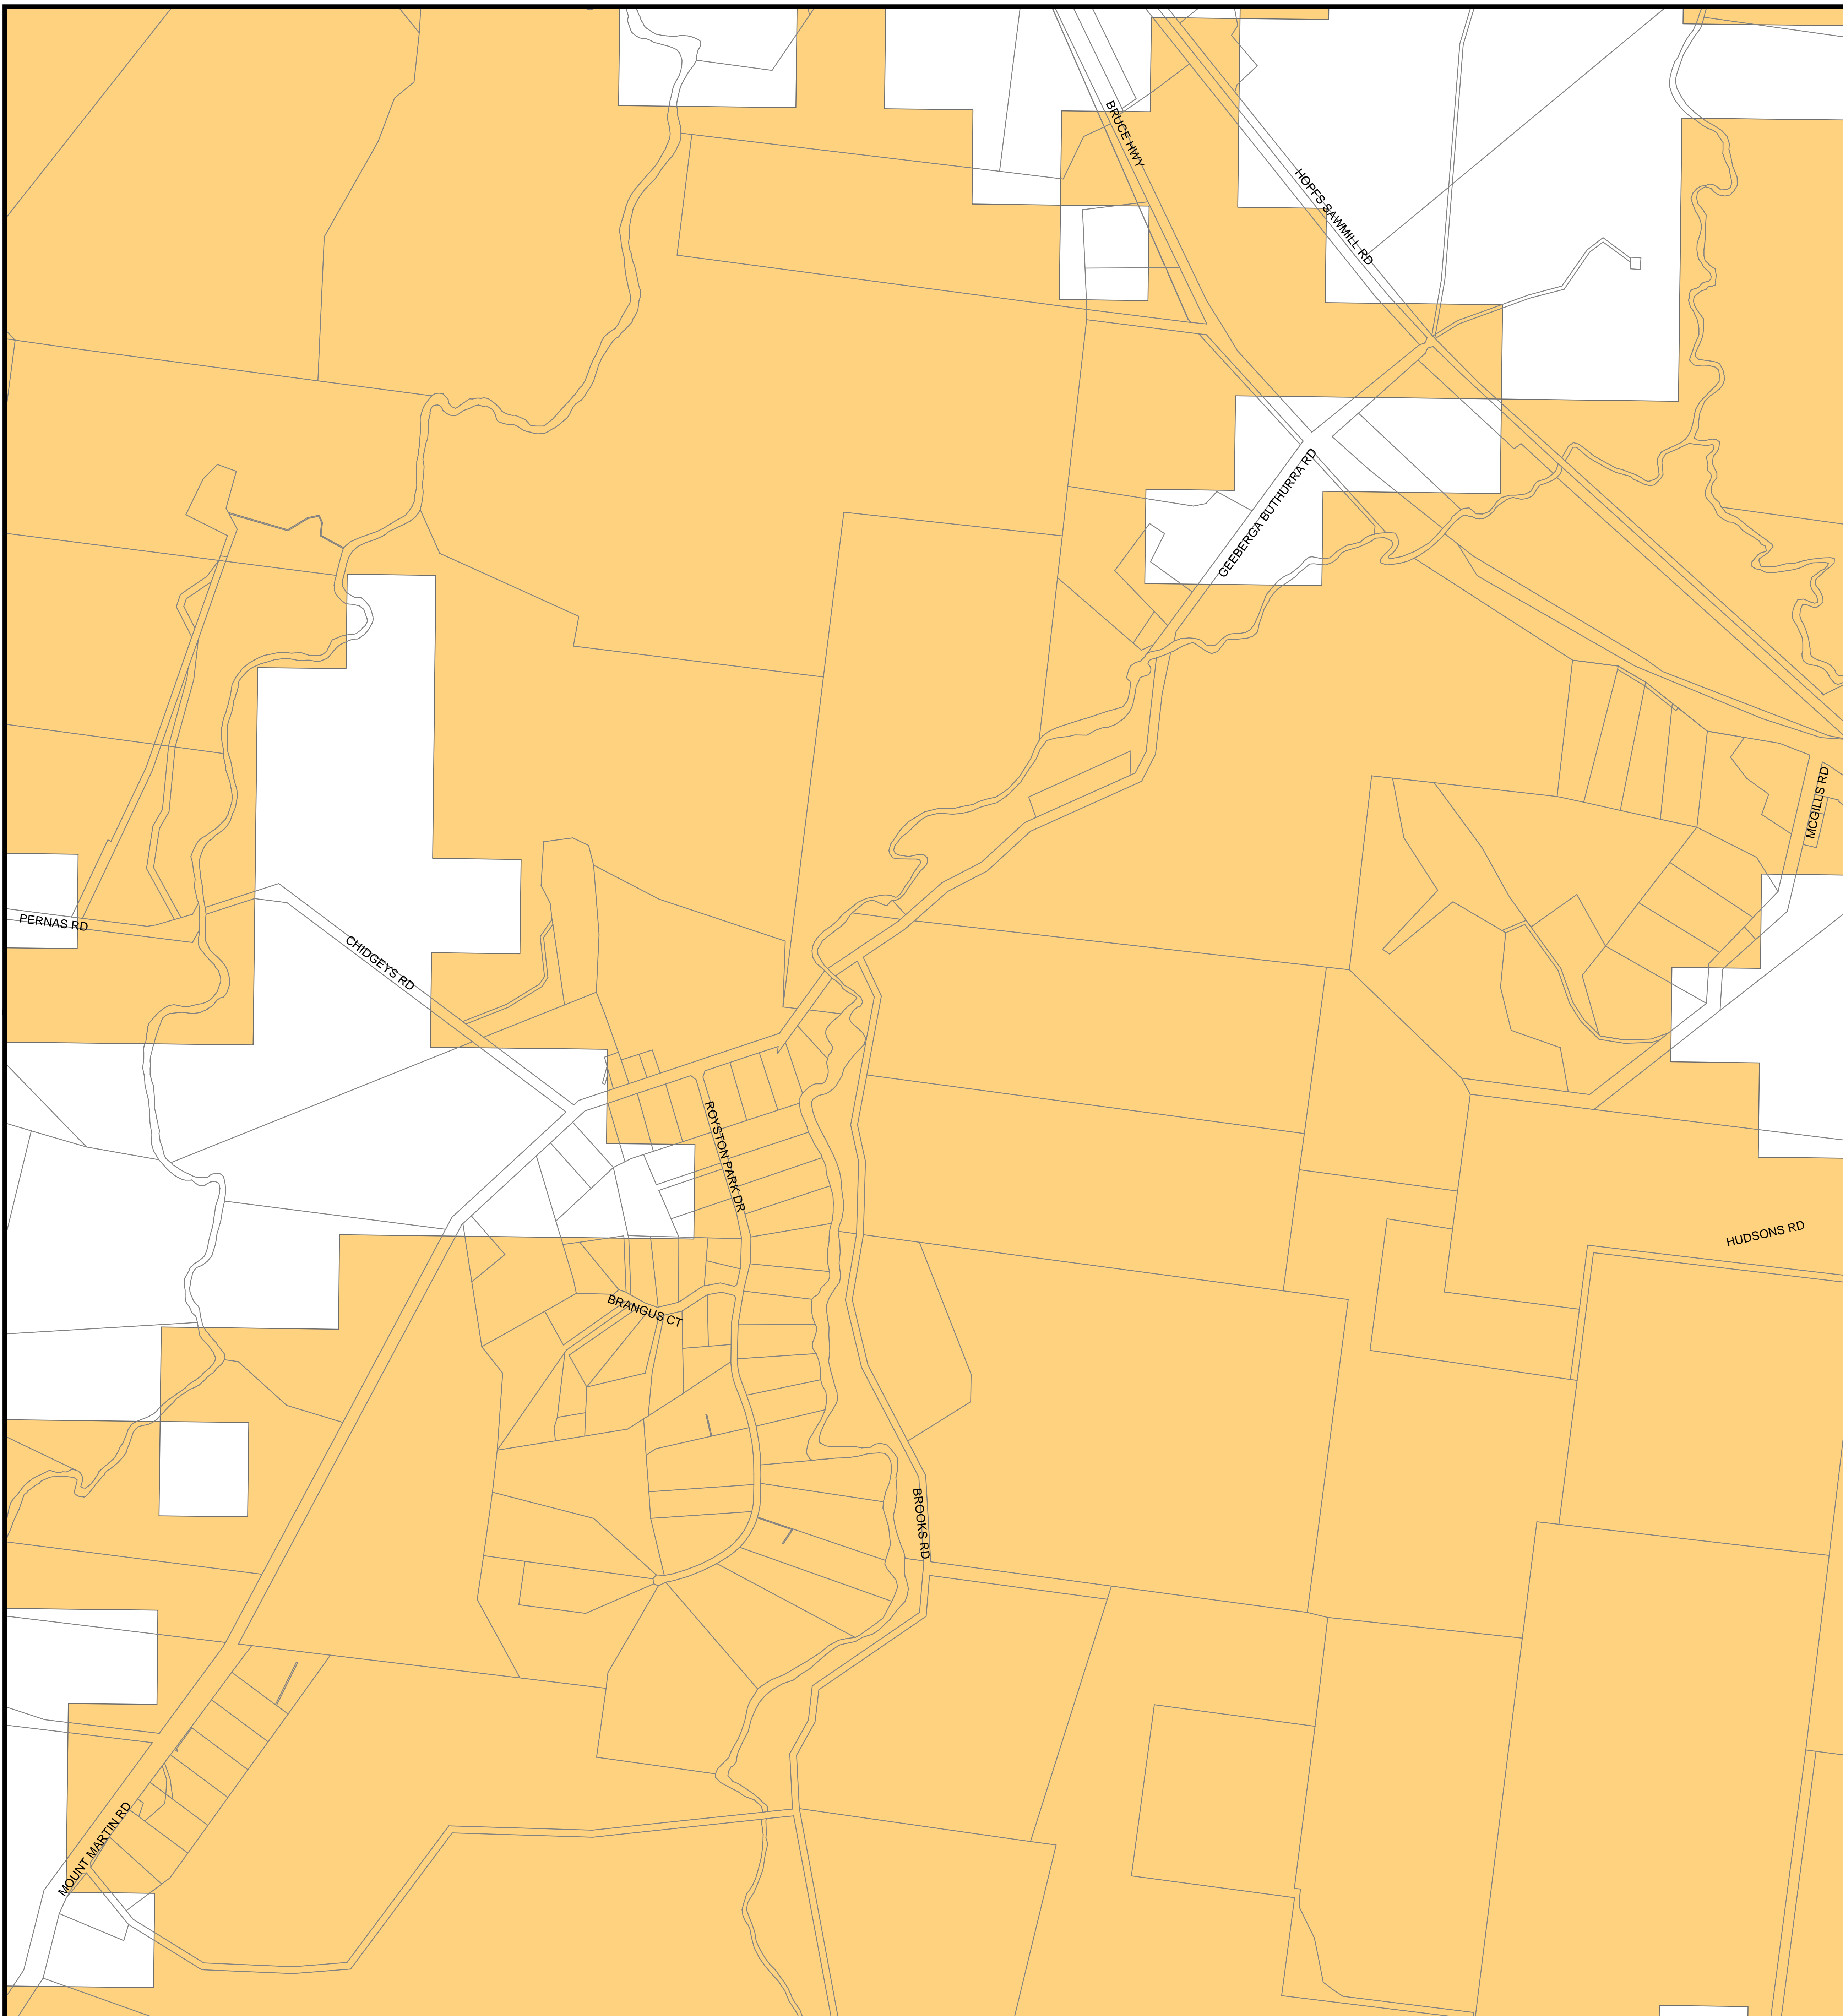 BRUCE HWY
HOPFS SAWMILL RD
GEEBERGA BUTHURRA RD
MCGILLS RD
PERNAS RD
CHIDGEYS RD
ROYSTON PARK DR
HUDSONS RD
BRANGUS CT
BROOKS RD
MOUNT MARTIN RD